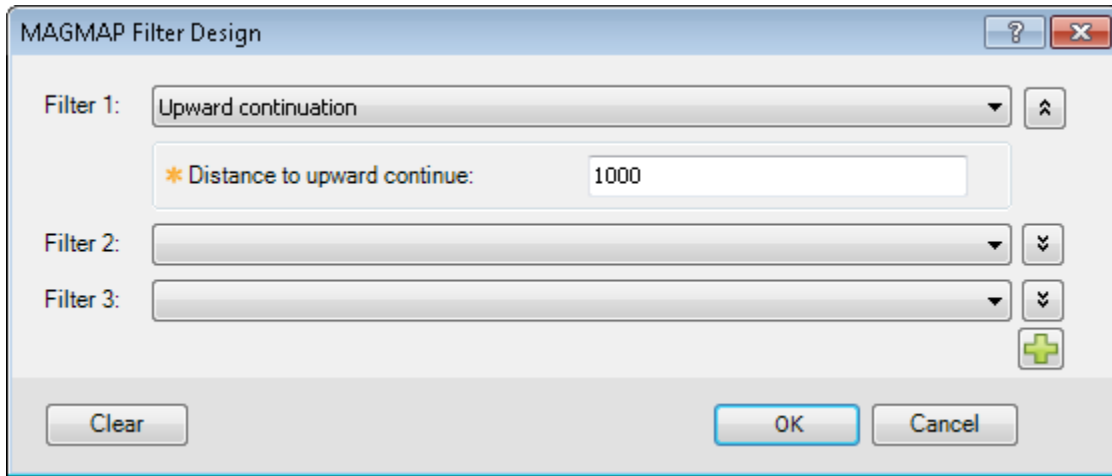 MAGMAP Filter Design
?
Filter 1: Upward continuation
* Distance to upward continue: 1000
Filter 2:
Filter 3:
Clear OK Cancel